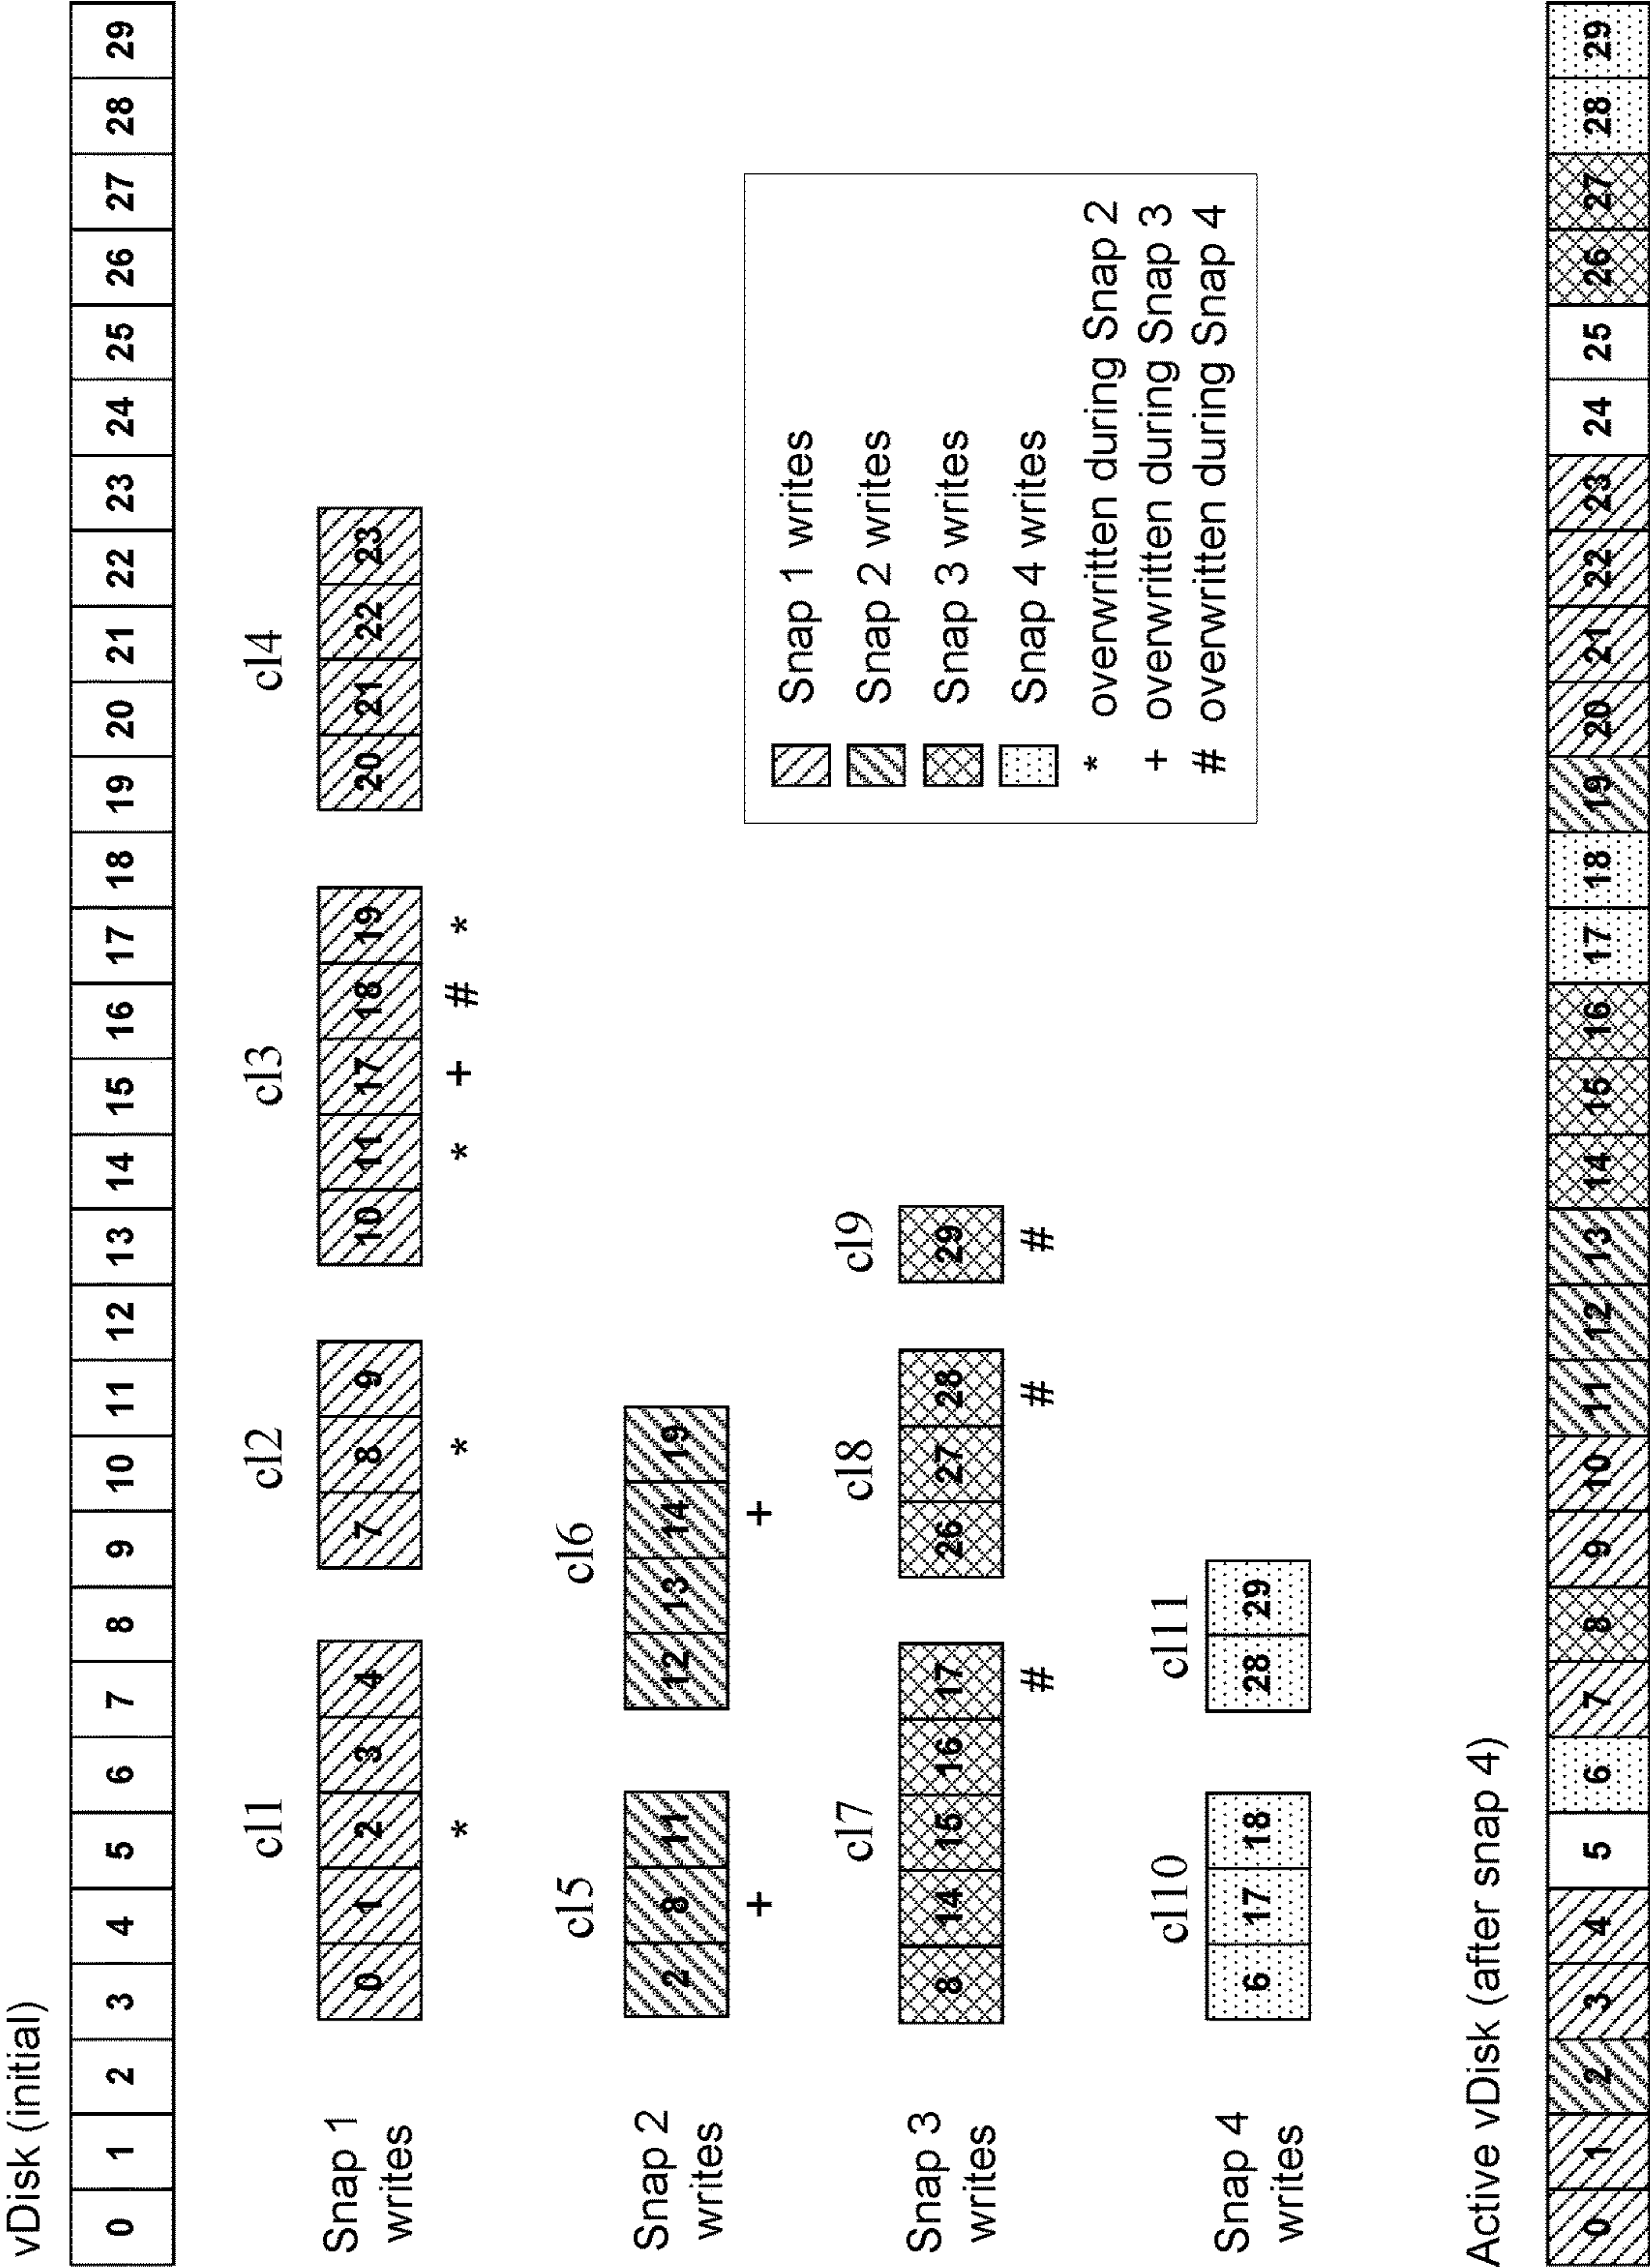 vDisk (initial)
0 1 2 3 4 5 6 7 8 9 10 11 12 13 14 15 16 17 18 19 20 21 22 23 24 25 26 27 28 29
cl1 cl2 cl3 cl4
Snap 1 writes
0 1 2 3 4 7 8 9 10 11 17 18 19 20 21 22 23
* * * + # *
cl5 cl6
Snap 2 writes
2 8 11 12 13 14 19
+ +
cl7 cl8 cl9
Snap 3 writes
8 14 15 16 17 26 27 28 29
# # #
cl10 cl11
Snap 4 writes
6 17 18 28 29
Snap 1 writes
Snap 2 writes
Snap 3 writes
Snap 4 writes
* overwritten during Snap 2
+ overwritten during Snap 3
# overwritten during Snap 4
Active vDisk (after snap 4)
0 1 2 3 4 5 6 7 8 9 10 11 12 13 14 15 16 17 18 19 20 21 22 23 24 25 26 27 28 29